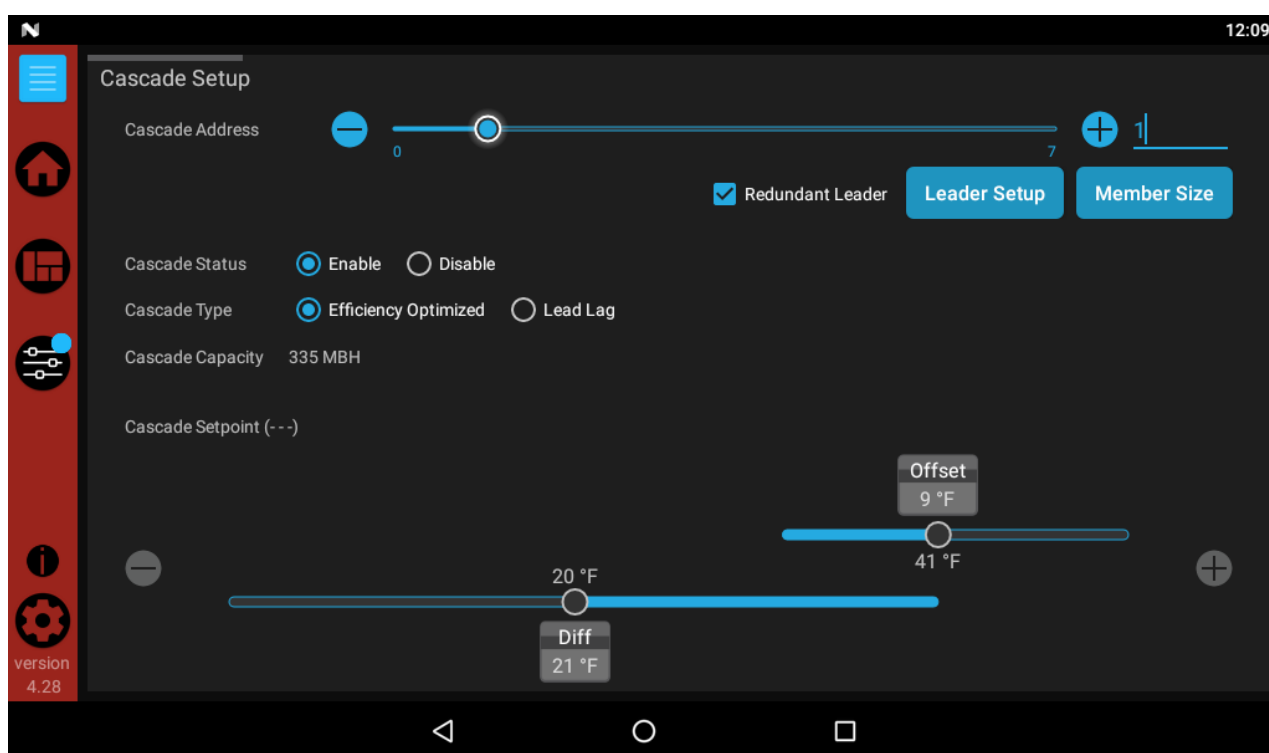 12:09
Cascade Setup
Cascade Address
0
7
1
Redundant Leader
Leader Setup
Member Size
Cascade Status
Enable
Disable
Cascade Type
Efficiency Optimized
Lead Lag
Cascade Capacity
335 MBH
Cascade Setpoint (---)
Offset
9 °F
41 °F
20 °F
Diff
21 °F
version
4.28